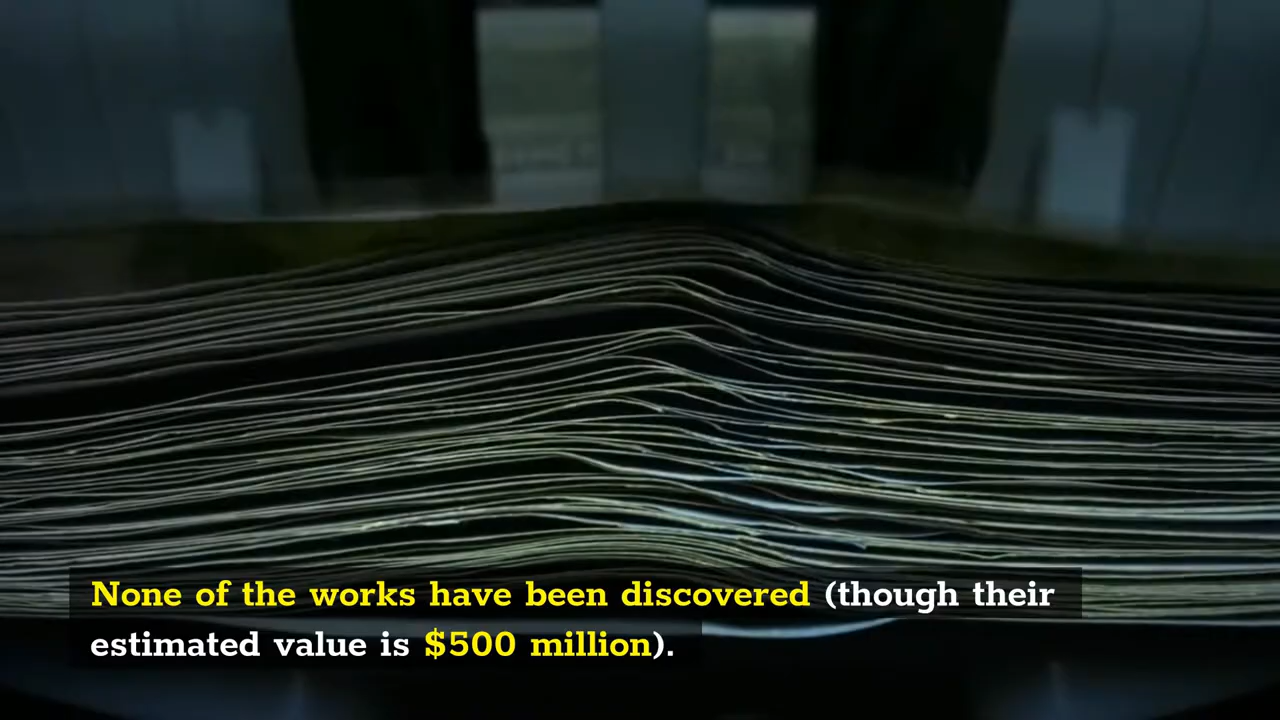 None of the works have been discovered (though their
estimated value is $500 million).